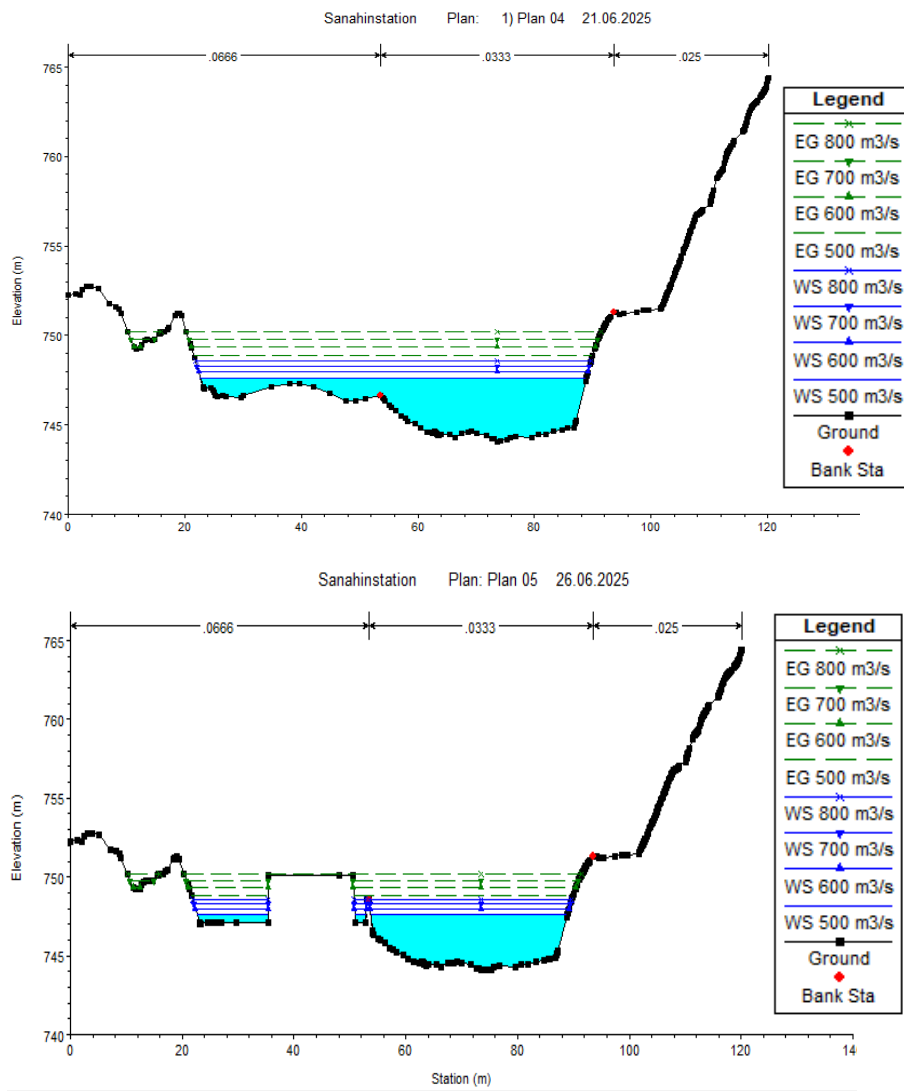 Sanahinstation Plan: 1) Plan 04 21.06.2025
.0666 .0333 .025
765
760
755
750
745
740
Elevation (m)
0 20 40 60 80 100 120
Legend
EG 800 m3/s
EG 700 m3/s
EG 600 m3/s
EG 500 m3/s
WS 800 m3/s
WS 700 m3/s
WS 600 m3/s
WS 500 m3/s
Ground
Bank Sta
Sanahinstation Plan: Plan 05 26.06.2025
.0666 .0333 .025
765
760
755
750
745
740
Elevation (m)
0 20 40 60 80 100 120 14
Station (m)
Legend
EG 800 m3/s
EG 700 m3/s
EG 600 m3/s
EG 500 m3/s
WS 800 m3/s
WS 700 m3/s
WS 600 m3/s
WS 500 m3/s
Ground
Bank Sta